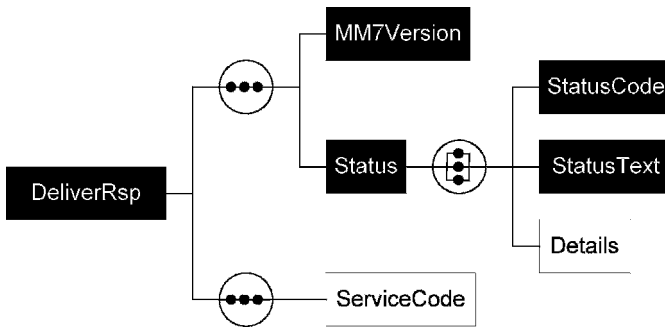 MM7Version
StatusCode
Status
StatusText
DeliverRsp
Details
ServiceCode